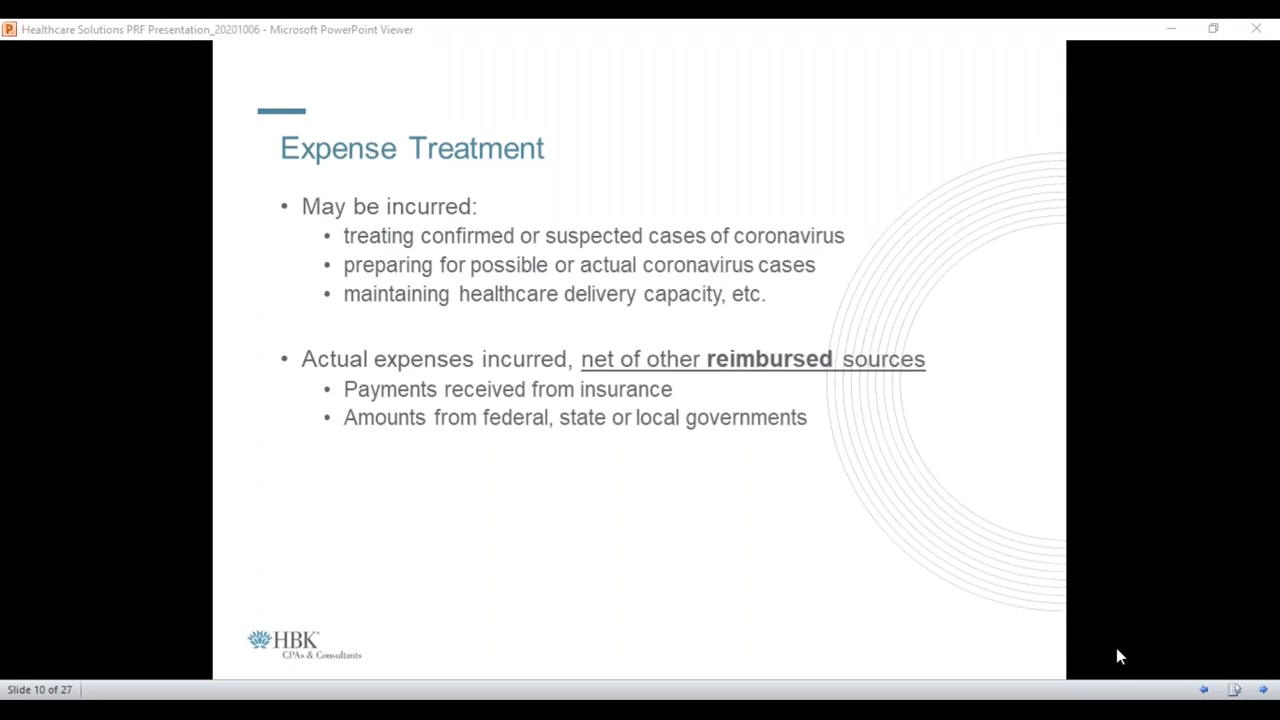 Healthcare Solutions PRF Presentation_20201006 - Microsoft PowerPoint Viewer
Expense Treatment
• May be incurred:
• treating confirmed or suspected cases of coronavirus
• preparing for possible or actual coronavirus cases
• maintaining healthcare delivery capacity, etc.
• Actual expenses incurred, net of other reimbursed sources
• Payments received from insurance
• Amounts from federal, state or local governments
HBK
CPAs & Consultants
Slide 10 of 27